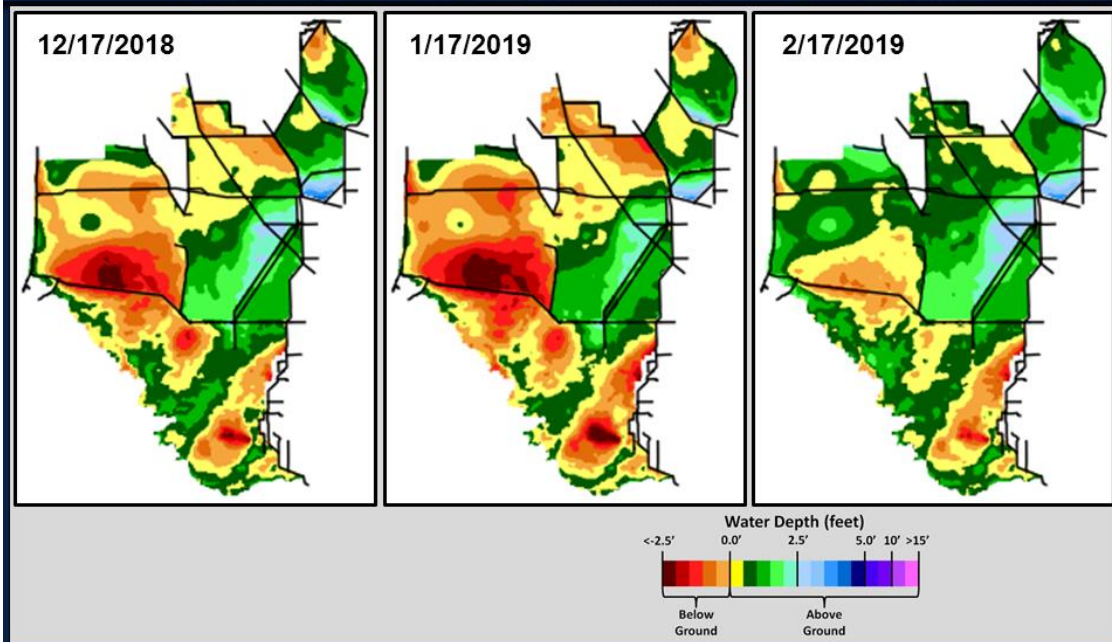 12/17/2018
1/17/2019
2/17/2019
Water Depth (feet)
<-2.5' 0.0' 2.5' 5.0' 10' >15'
Below Ground
Above Ground